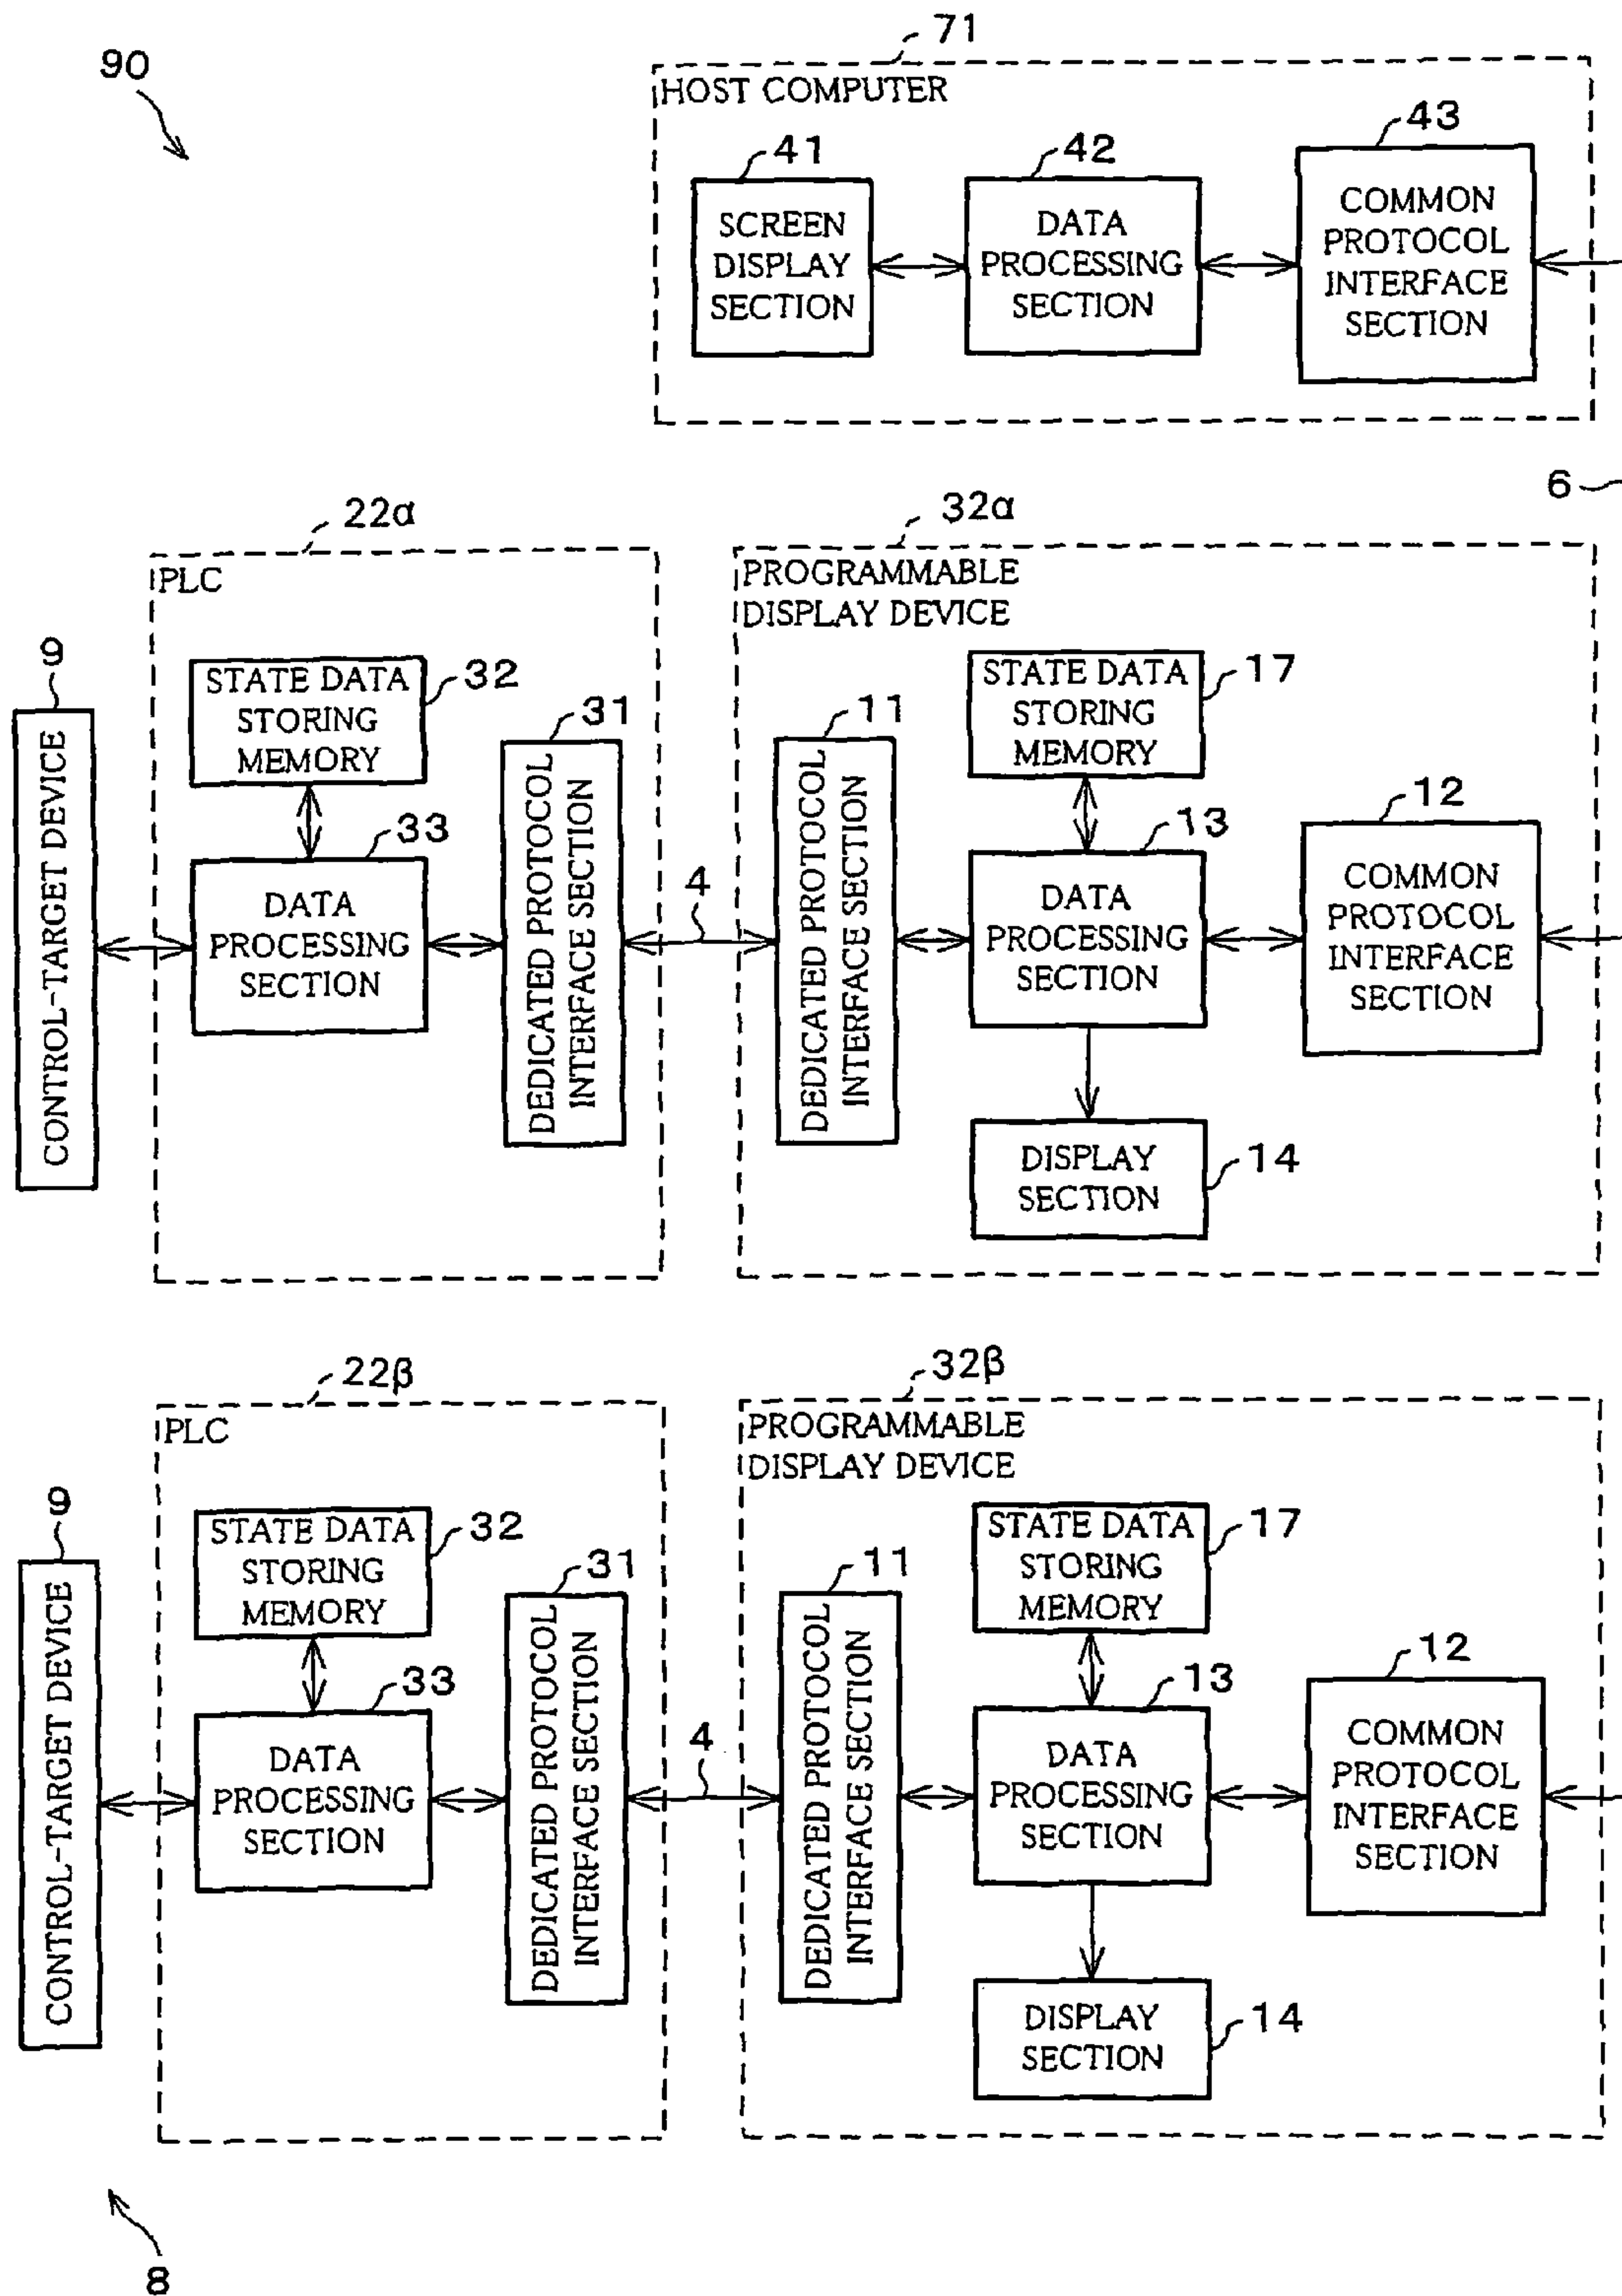 90
71
HOST COMPUTER
41
42
43
SCREEN
DISPLAY
SECTION
DATA
PROCESSING
SECTION
COMMON
PROTOCOL
INTERFACE
SECTION
6
22α
32α
PLC
PROGRAMMABLE
DISPLAY DEVICE
9
CONTROL-TARGET DEVICE
STATE DATA
STORING
MEMORY
32
33
DATA
PROCESSING
SECTION
31
DEDICATED PROTOCOL
INTERFACE SECTION
4
11
DEDICATED PROTOCOL
INTERFACE SECTION
STATE DATA
STORING
MEMORY
17
13
DATA
PROCESSING
SECTION
12
COMMON
PROTOCOL
INTERFACE
SECTION
DISPLAY
SECTION
14
22β
32β
PLC
PROGRAMMABLE
DISPLAY DEVICE
9
CONTROL-TARGET DEVICE
STATE DATA
STORING
MEMORY
32
33
DATA
PROCESSING
SECTION
31
DEDICATED PROTOCOL
INTERFACE SECTION
4
11
DEDICATED PROTOCOL
INTERFACE SECTION
STATE DATA
STORING
MEMORY
17
13
DATA
PROCESSING
SECTION
12
COMMON
PROTOCOL
INTERFACE
SECTION
DISPLAY
SECTION
14
8